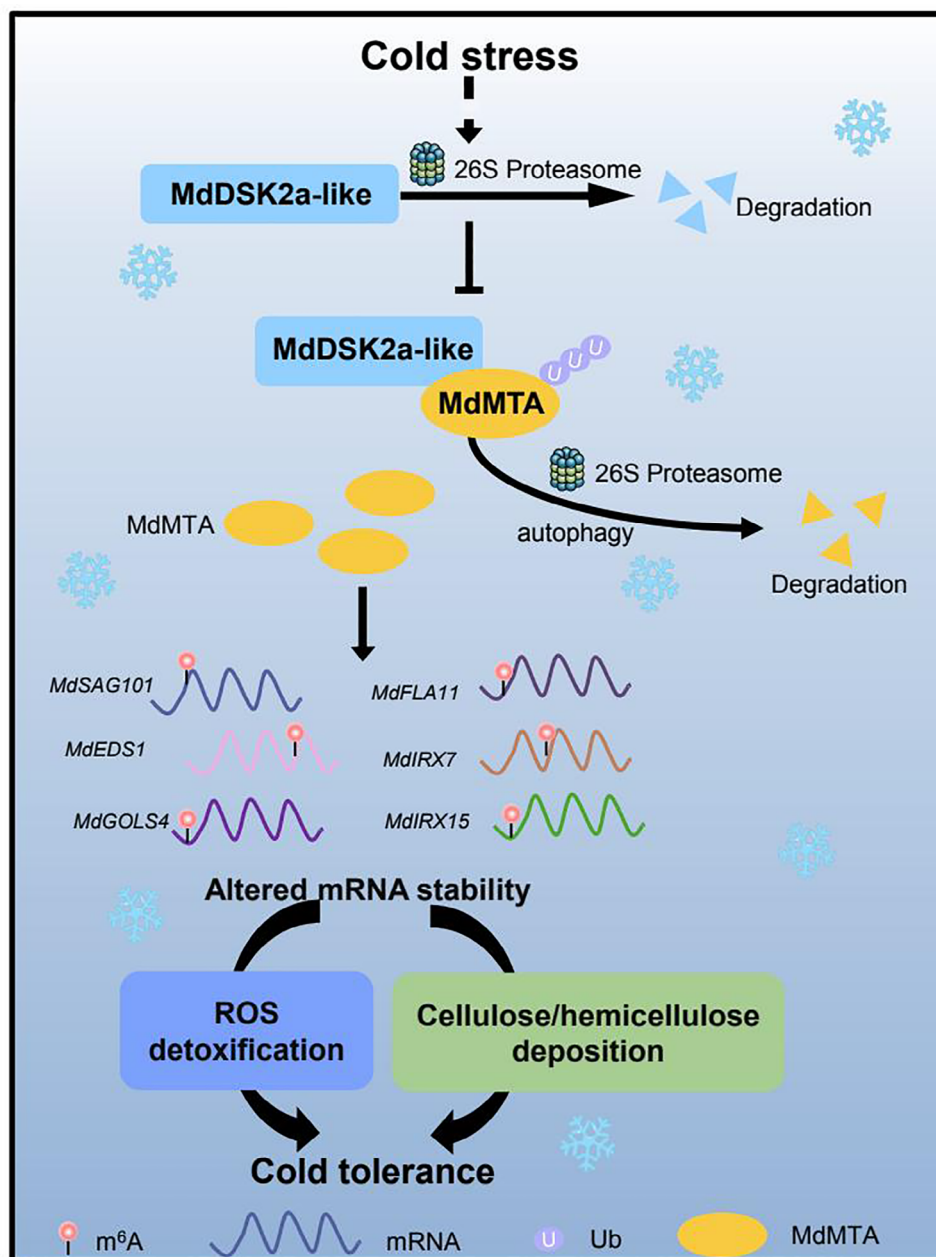 Cold stress
26S Proteasome
MdDSK2a-like
Degradation
MdDSK2a-like
U U U
MdMTA
26S Proteasome
MdMTA
autophagy
Degradation
MdSAG101
MdFLA11
MdEDS1
MdIRX7
MdGOLS4
MdIRX15
Altered mRNA stability
ROS
detoxification
Cellulose/hemicellulose
deposition
Cold tolerance
m⁶A
mRNA
U
Ub
MdMTA